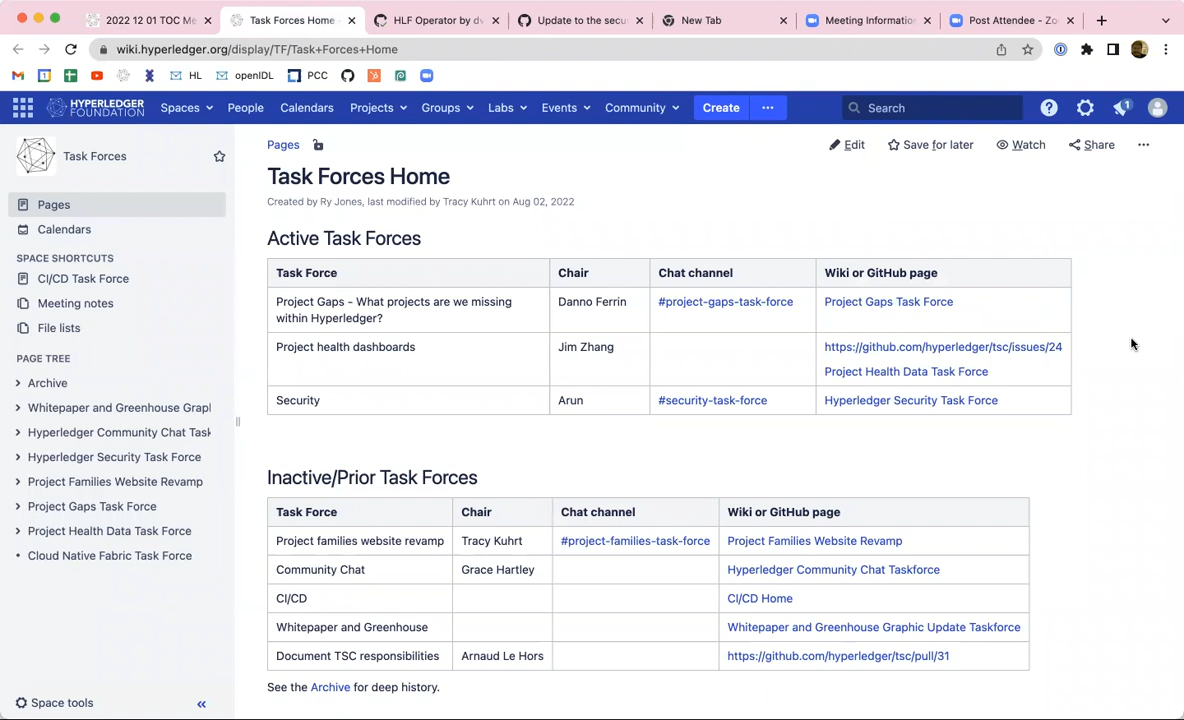 2022 12 01 TOC Me
Task Forces Home -
HLF Operator by dv
Update to the secu
New Tab
Meeting Informatio
Post Attendee - Zo
wiki.hyperledger.org/display/TF/Task+Forces+Home
HL
openIDL
PCC
HYPERLEDGER
FOUNDATION
Spaces
People
Calendars
Projects
Groups
Labs
Events
Community
Create
Search
1
Task Forces
Pages
Calendars
SPACE SHORTCUTS
CI/CD Task Force
Meeting notes
File lists
PAGE TREE
Archive
Whitepaper and Greenhouse Grap
Hyperledger Community Chat Task
Hyperledger Security Task Force
Project Families Website Revamp
Project Gaps Task Force
Project Health Data Task Force
Cloud Native Fabric Task Force
Space tools
Pages
Edit
Save for later
Watch
Share
Task Forces Home
Created by Ry Jones, last modified by Tracy Kuhrt on Aug 02, 2022
Active Task Forces
Task Force Chair Chat channel Wiki or GitHub page
Project Gaps - What projects are we missing within Hyperledger? Danno Ferrin #project-gaps-task-force Project Gaps Task Force
Project health dashboards Jim Zhang https://github.com/hyperledger/tsc/issues/24
Project Health Data Task Force
Security Arun #security-task-force Hyperledger Security Task Force
Inactive/Prior Task Forces
Task Force Chair Chat channel Wiki or GitHub page
Project families website revamp Tracy Kuhrt #project-families-task-force Project Families Website Revamp
Community Chat Grace Hartley Hyperledger Community Chat Taskforce
CI/CD CI/CD Home
Whitepaper and Greenhouse Whitepaper and Greenhouse Graphic Update Taskforce
Document TSC responsibilities Arnaud Le Hors https://github.com/hyperledger/tsc/pull/31
See the Archive for deep history.